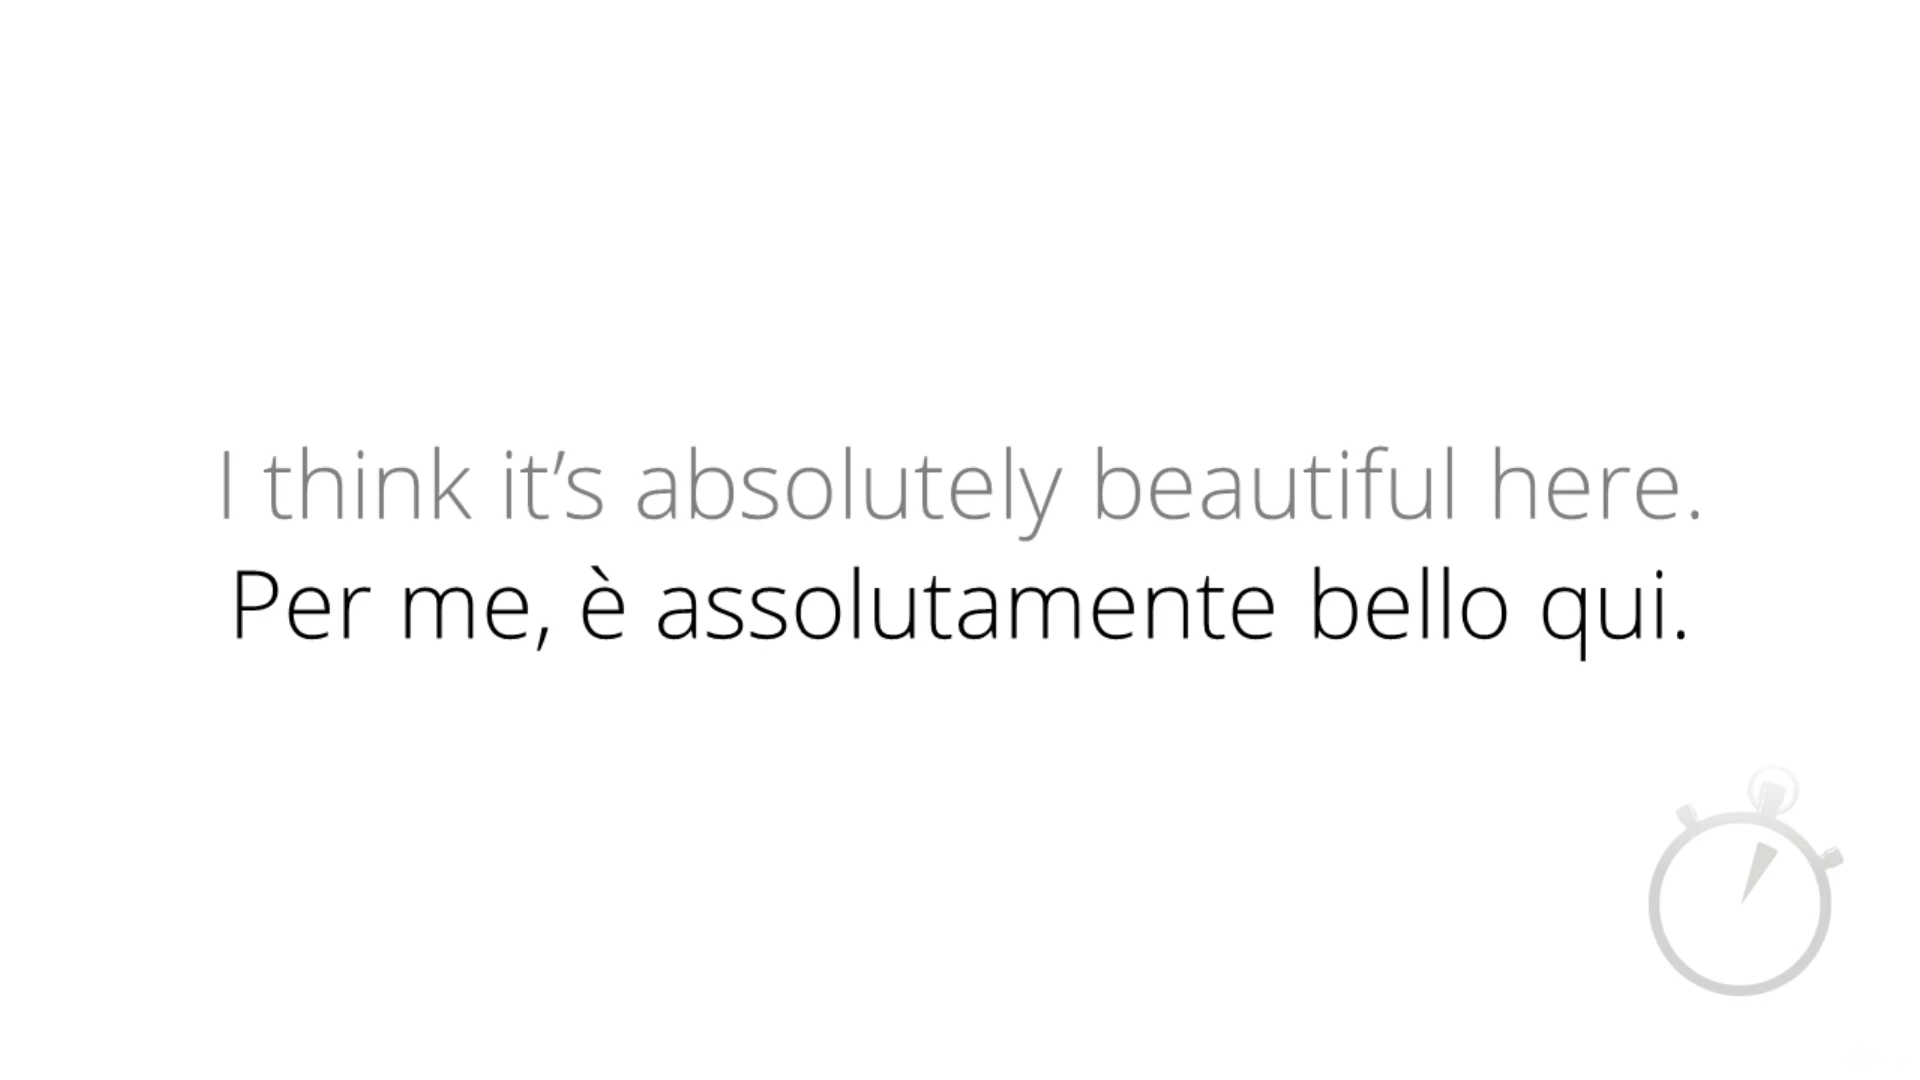 I think it’s absolutely beautiful here.
Per me, è assolutamente bello qui.